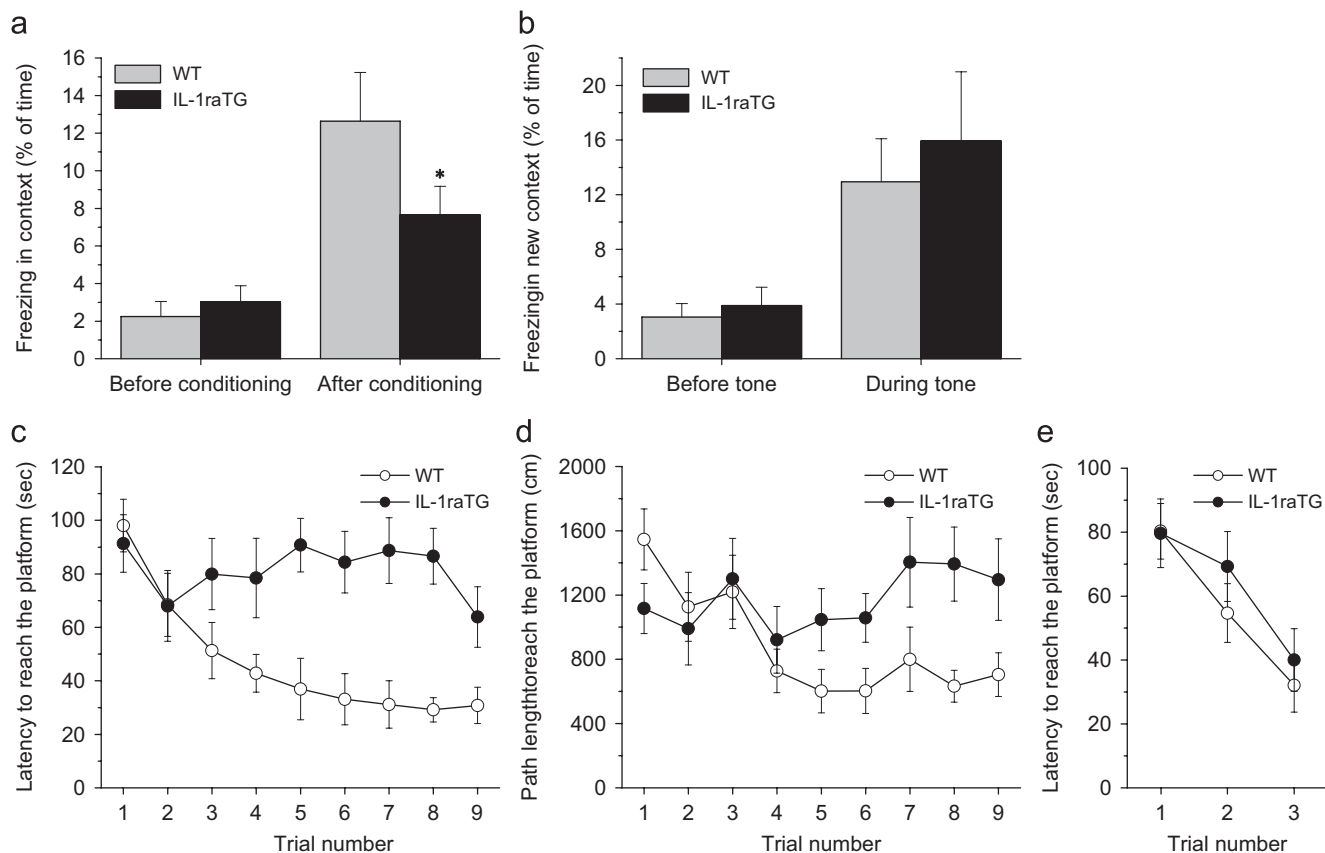 a
Freezing in context (% of time)
16
14
12
10
8
6
4
2
0
WT
IL-1raTG
*
Before conditioning
After conditioning
b
Freezingin new context (% of time)
20
16
12
8
4
0
WT
IL-1raTG
Before tone
During tone
c
Latency to reach the platform (sec)
120
100
80
60
40
20
0
WT
IL-1raTG
1 2 3 4 5 6 7 8 9
Trial number
d
Path lengthtoreach the platform (cm)
2000
1600
1200
800
400
0
WT
IL-1raTG
1 2 3 4 5 6 7 8 9
Trial number
e
Latency to reach the platform (sec)
100
80
60
40
20
0
WT
IL-1raTG
1 2 3
Trial number